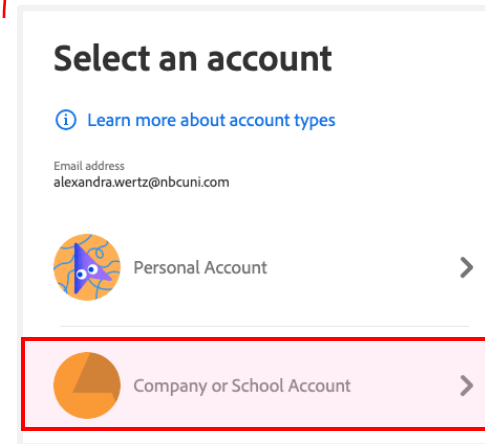 Select an account
Learn more about account types
Email address
alexandra.wertz@nbcuni.com
Personal Account
Company or School Account